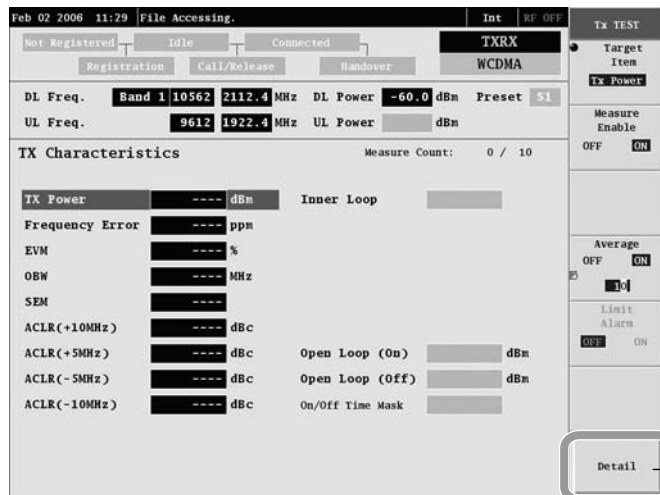 Feb 02 2006 11:29 File Accessing. Int RF OFF
Not Registered Idle Connected TXRX
Registration Call/Release Handover WCDMA
DL Freq. Band 1 10562 2112.4 MHz DL Power -60.0 dBm Preset S1
UL Freq. 9612 1922.4 MHz UL Power dBm
TX Characteristics Measure Count: 0 / 10
TX Power ---- dBm Inner Loop
Frequency Error ---- ppm
EVM ---- %
OBW ---- MHz
SEM ----
ACLR(+10MHz) ---- dBc
ACLR(+5MHz) ---- dBc Open Loop (On) dBm
ACLR(-5MHz) ---- dBc Open Loop (Off) dBm
ACLR(-10MHz) ---- dBc On/Off Time Mask
Tx TEST
Target
Item
Tx Power
Measure
Enable
OFF ON
Average
OFF ON
10
Limit
Alarm
OFF ON
Detail